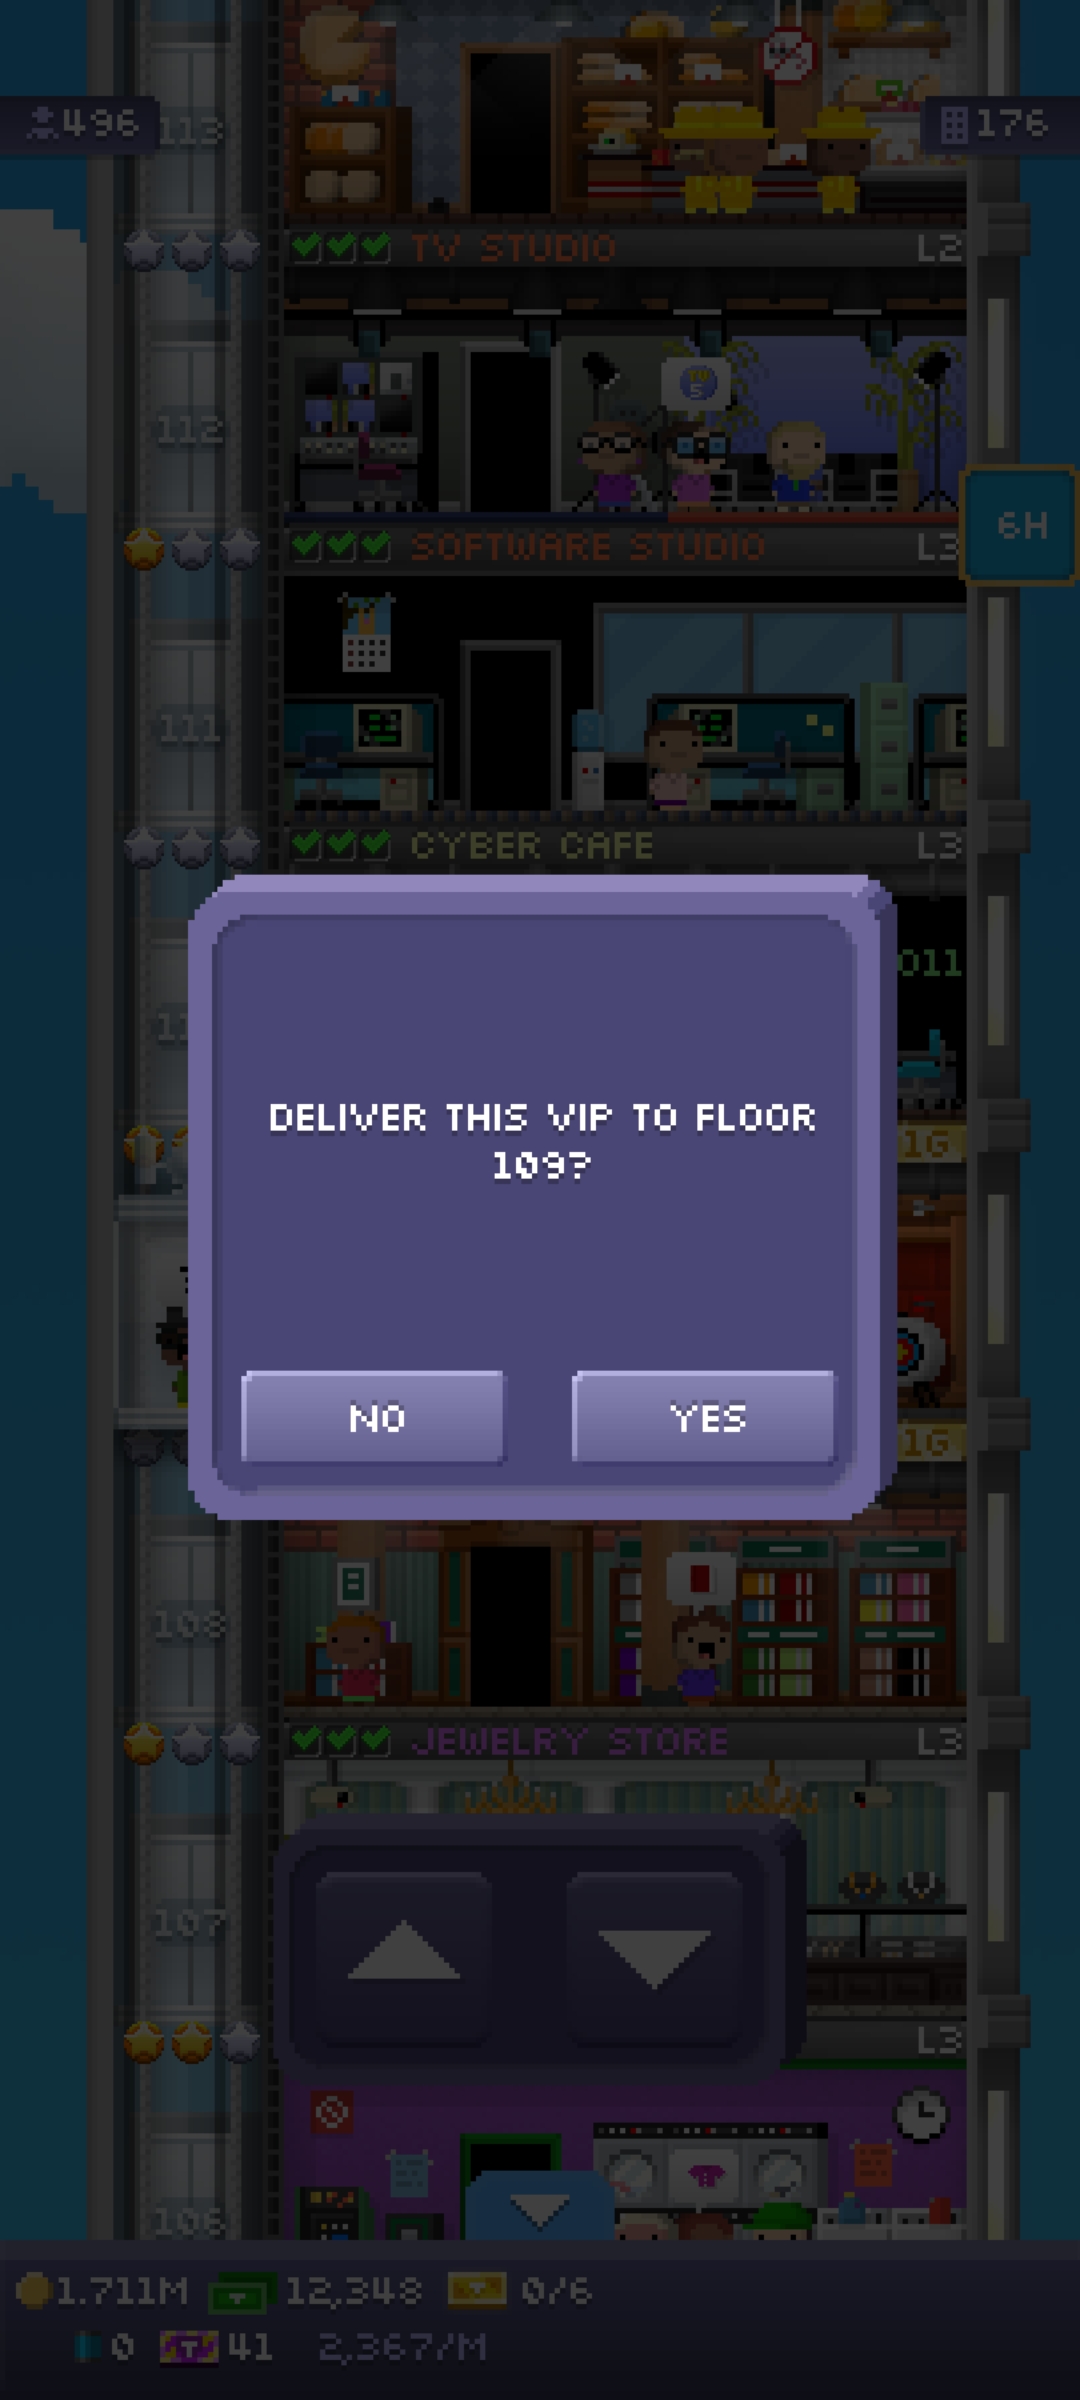 496
113
176
TV STUDIO L2
TV
5
112
6H
SOFTWARE STUDIO L3
111
CYBER CAFE L3
011
DELIVER THIS VIP TO FLOOR
109?
1G
NO
YES
1G
108
JEWELRY STORE L3
107
L3
106
1.711M 12,348 0/6
0 T 41 2,367/M